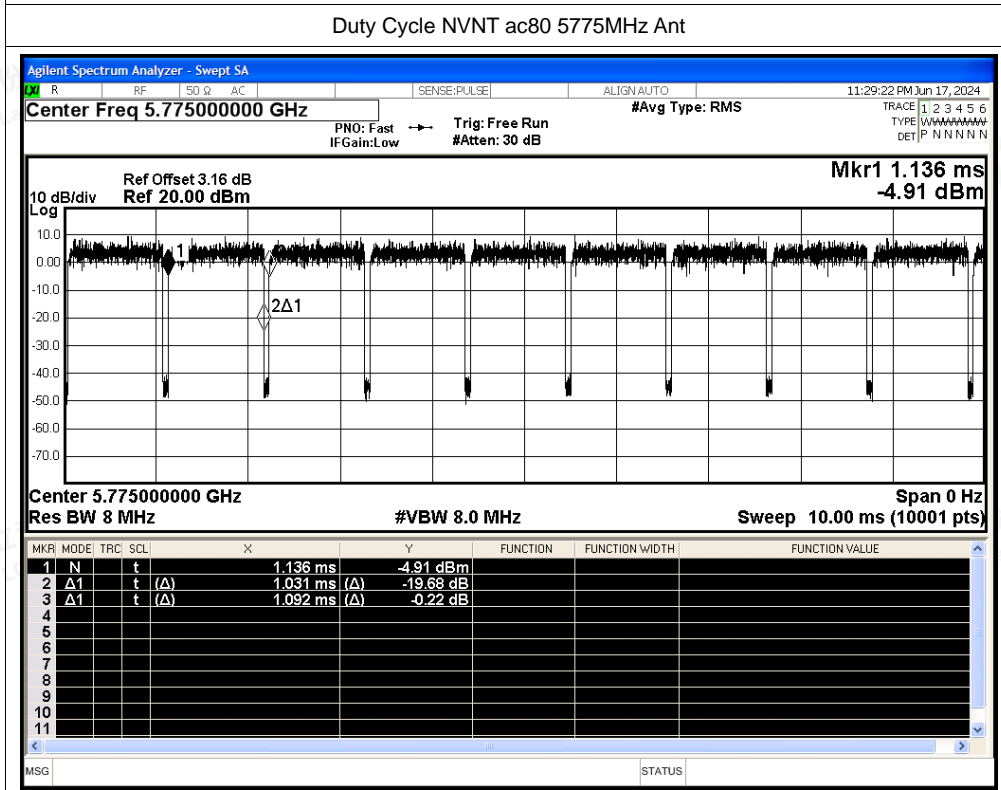 Duty Cycle NVNT ac80 5775MHz Ant
Agilent Spectrum Analyzer - Swept SA
LXI R RF 50 Ω AC SENSE:PULSE ALIGN AUTO 11:29:22 PM Jun 17, 2024
Center Freq 5.775000000 GHz #Avg Type: RMS TRACE 1 2 3 4 5 6
PNO: Fast Trig: Free Run TYPE WWWWWW
IFGain:Low #Atten: 30 dB DET P N N N N N
Mkr1 1.136 ms
Ref Offset 3.16 dB
10 dB/div Ref 20.00 dBm -4.91 dBm
Log
10.0
1
0.00
-10.0
2Δ1
-20.0
-30.0
-40.0
-50.0
-60.0
-70.0
Center 5.775000000 GHz Span 0 Hz
Res BW 8 MHz #VBW 8.0 MHz Sweep 10.00 ms (10001 pts)
MKR MODE TRC SCL X Y FUNCTION FUNCTION WIDTH FUNCTION VALUE
1 N t 1.136 ms -4.91 dBm
2 Δ1 t (Δ) 1.031 ms (Δ) -19.68 dB
3 Δ1 t (Δ) 1.092 ms (Δ) -0.22 dB
4
5
6
7
8
9
10
11
MSG STATUS